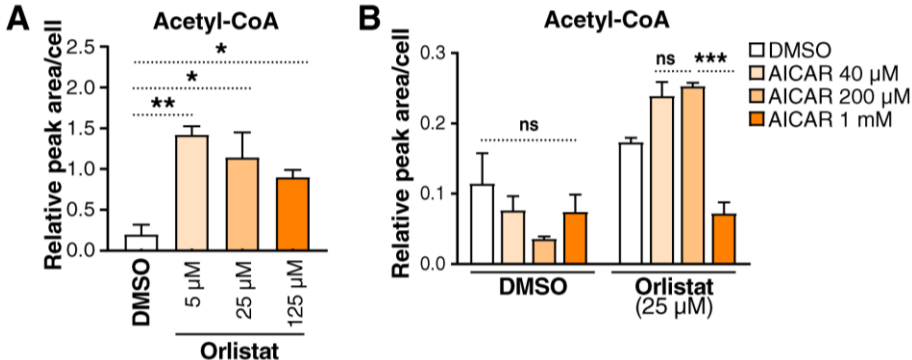 A
Acetyl-CoA
Relative peak area/cell
2.5
2.0
1.5
1.0
0.5
0.0
*
*
**
DMSO
5 µM
25 µM
125 µM
Orlistat
B
Acetyl-CoA
Relative peak area/cell
0.3
0.2
0.1
0.0
ns
ns
***
DMSO
Orlistat
(25 µM)
DMSO
AICAR 40 µM
AICAR 200 µM
AICAR 1 mM